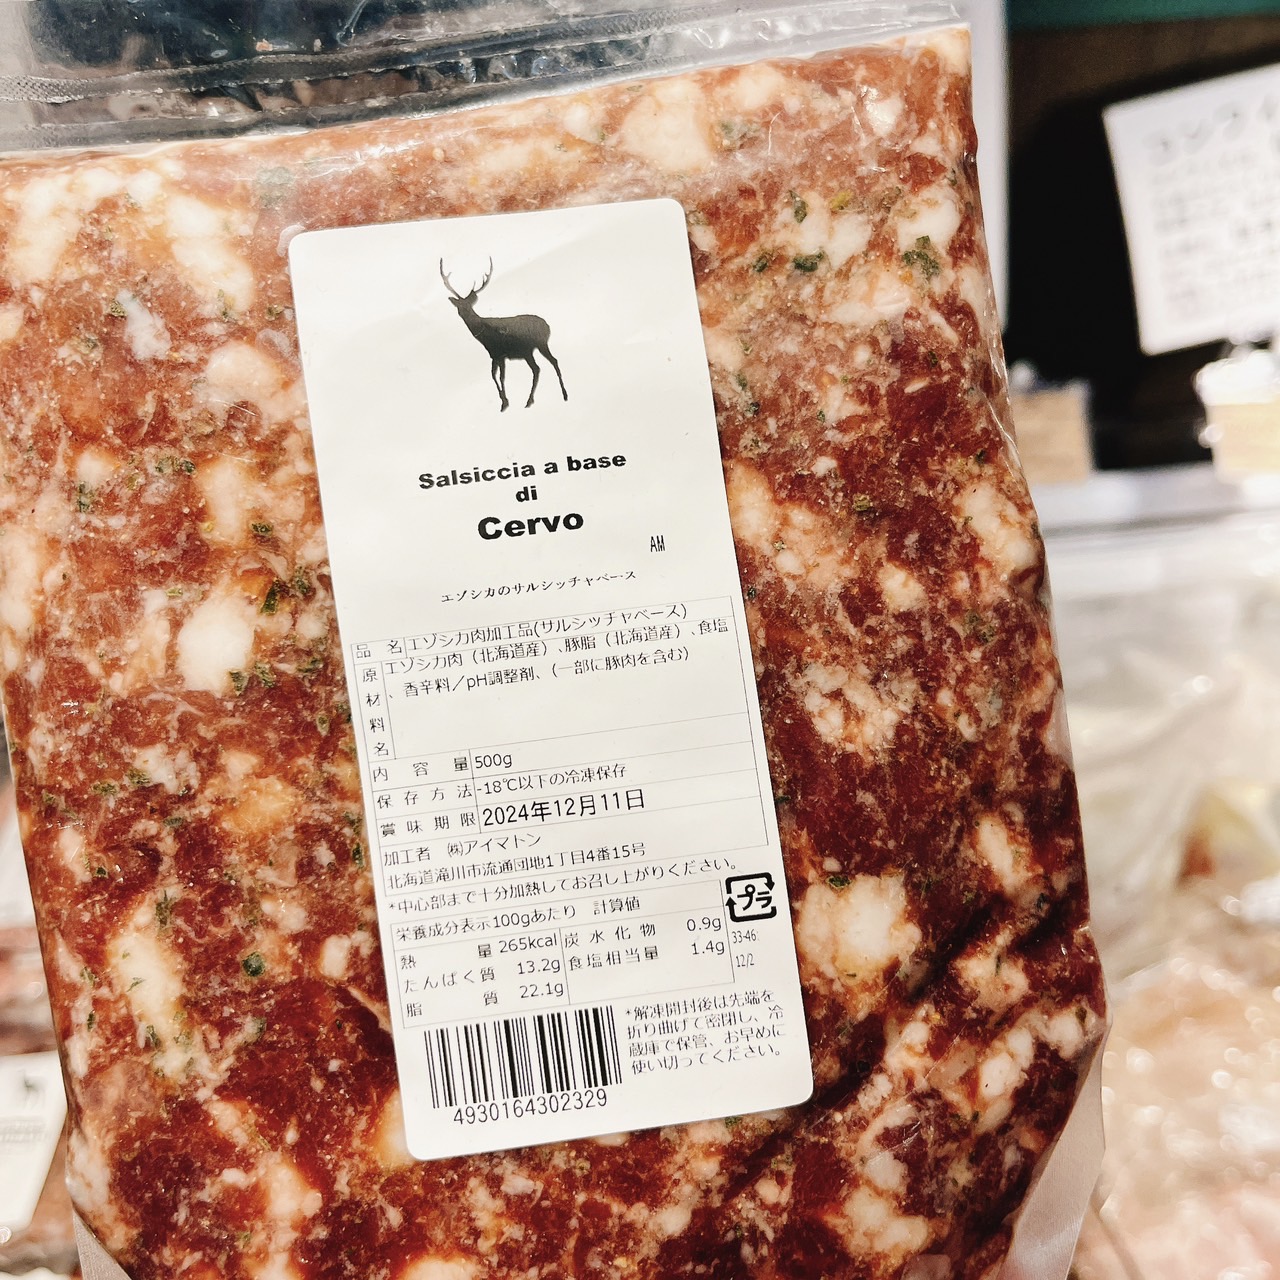 Salsiccia a base
di
Cervo
AM
エゾシカのサルシッチャベース
品名 エゾシカ肉加工品(サルシッチャベース)
原材料名 エゾシカ肉（北海道産）、豚脂（北海道産）、食塩
、香辛料／pH調整剤、(一部に豚肉を含む)
内容量 500g
保存方法 -18℃以下の冷凍保存
賞味期限 2024年12月11日
加工者 ㈱アイマトン
北海道滝川市流通団地1丁目4番15号
*中心部まで十分加熱してお召し上がりください。
プラ
栄養成分表示100gあたり 計算値
熱量 265kcal 炭水化物 0.9g
たんぱく質 13.2g 食塩相当量 1.4g
脂質 22.1g
33-46:
12/2
*解凍開封後は先端を
折り曲げて密閉し、冷
蔵庫で保管、お早めに
使い切ってください。
4930164302329